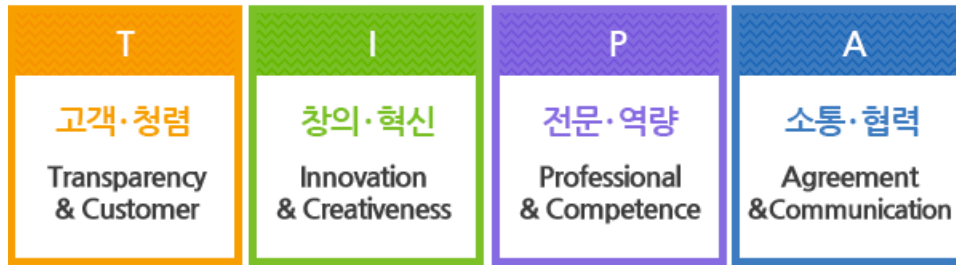 T
고객·청렴
Transparency
& Customer
I
창의·혁신
Innovation
& Creativeness
P
전문·역량
Professional
& Competence
A
소통·협력
Agreement
&Communication